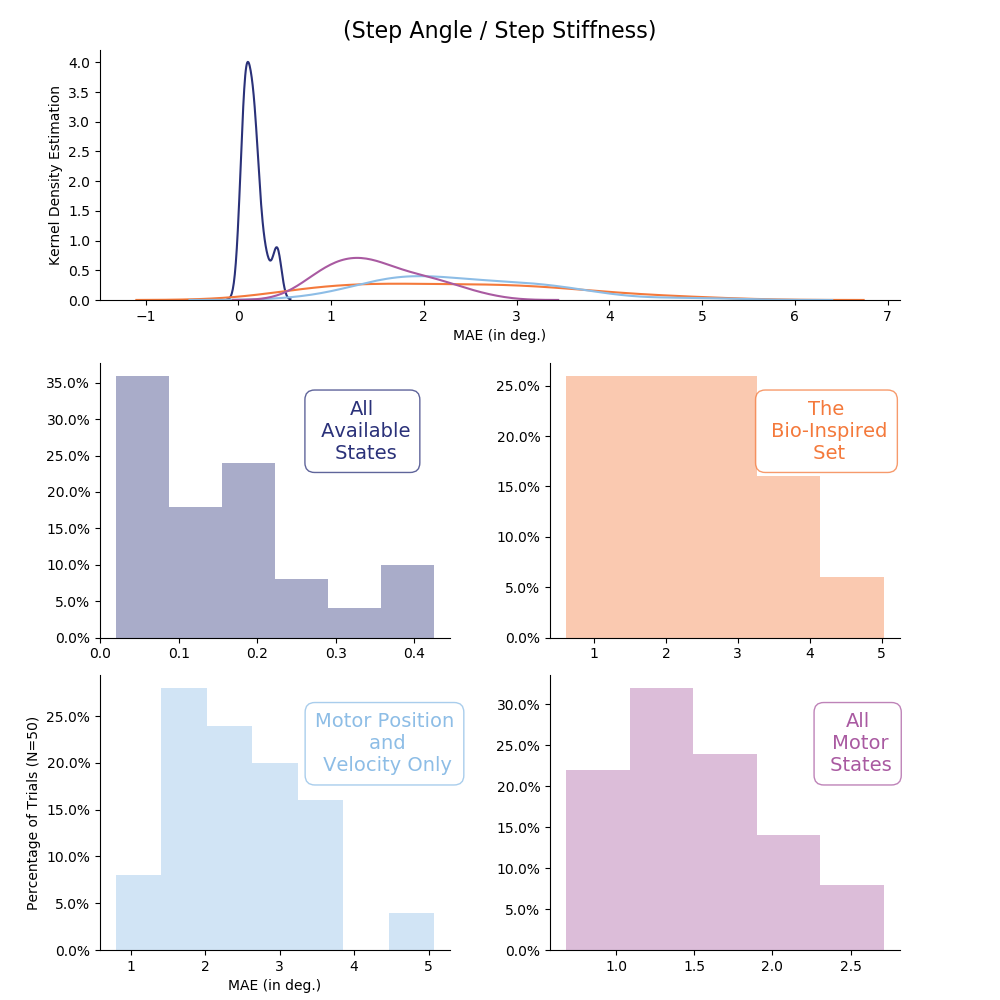 (Step Angle / Step Stiffness)
Kernel Density Estimation
4.0
3.5
3.0
2.5
2.0
1.5
1.0
0.5
0.0
−1 0 1 2 3 4 5 6 7
MAE (in deg.)
35.0%
30.0%
25.0%
20.0%
15.0%
10.0%
5.0%
0.0%
0.0 0.1 0.2 0.3 0.4
All
Available
States
25.0%
20.0%
15.0%
10.0%
5.0%
0.0%
1 2 3 4 5
The
Bio-Inspired
Set
Percentage of Trials (N=50)
25.0%
20.0%
15.0%
10.0%
5.0%
0.0%
1 2 3 4 5
MAE (in deg.)
Motor Position
and
Velocity Only
30.0%
25.0%
20.0%
15.0%
10.0%
5.0%
0.0%
1.0 1.5 2.0 2.5
All
Motor
States